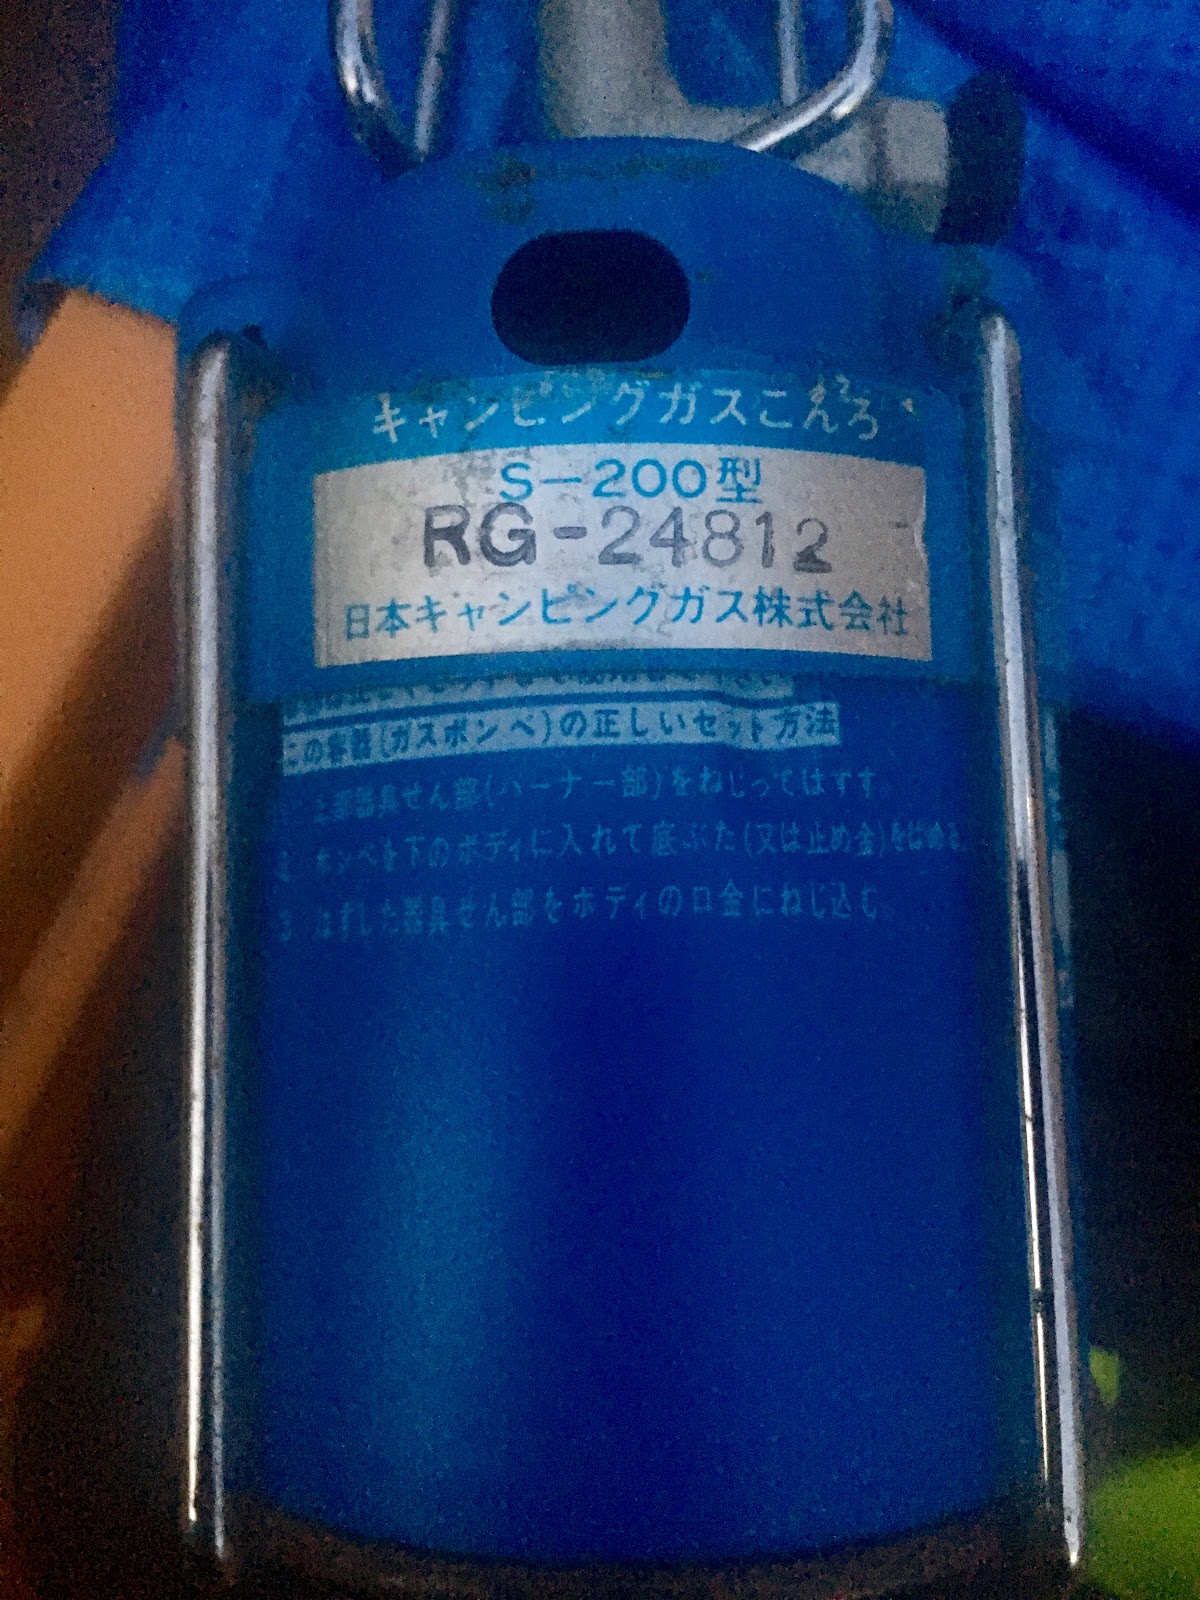 キャンピングガスこんろ
S-200型
RG-24812
日本キャンピングガス株式会社
この容器(ガスボンベ)の正しいセット方法
上部器具せん部(バーナー部)をねじってはずす
2. ボンベを下のボディに入れて底ぶた(又は止め金)をはめる
3. はずした器具せん部をボディの口金にねじ込む